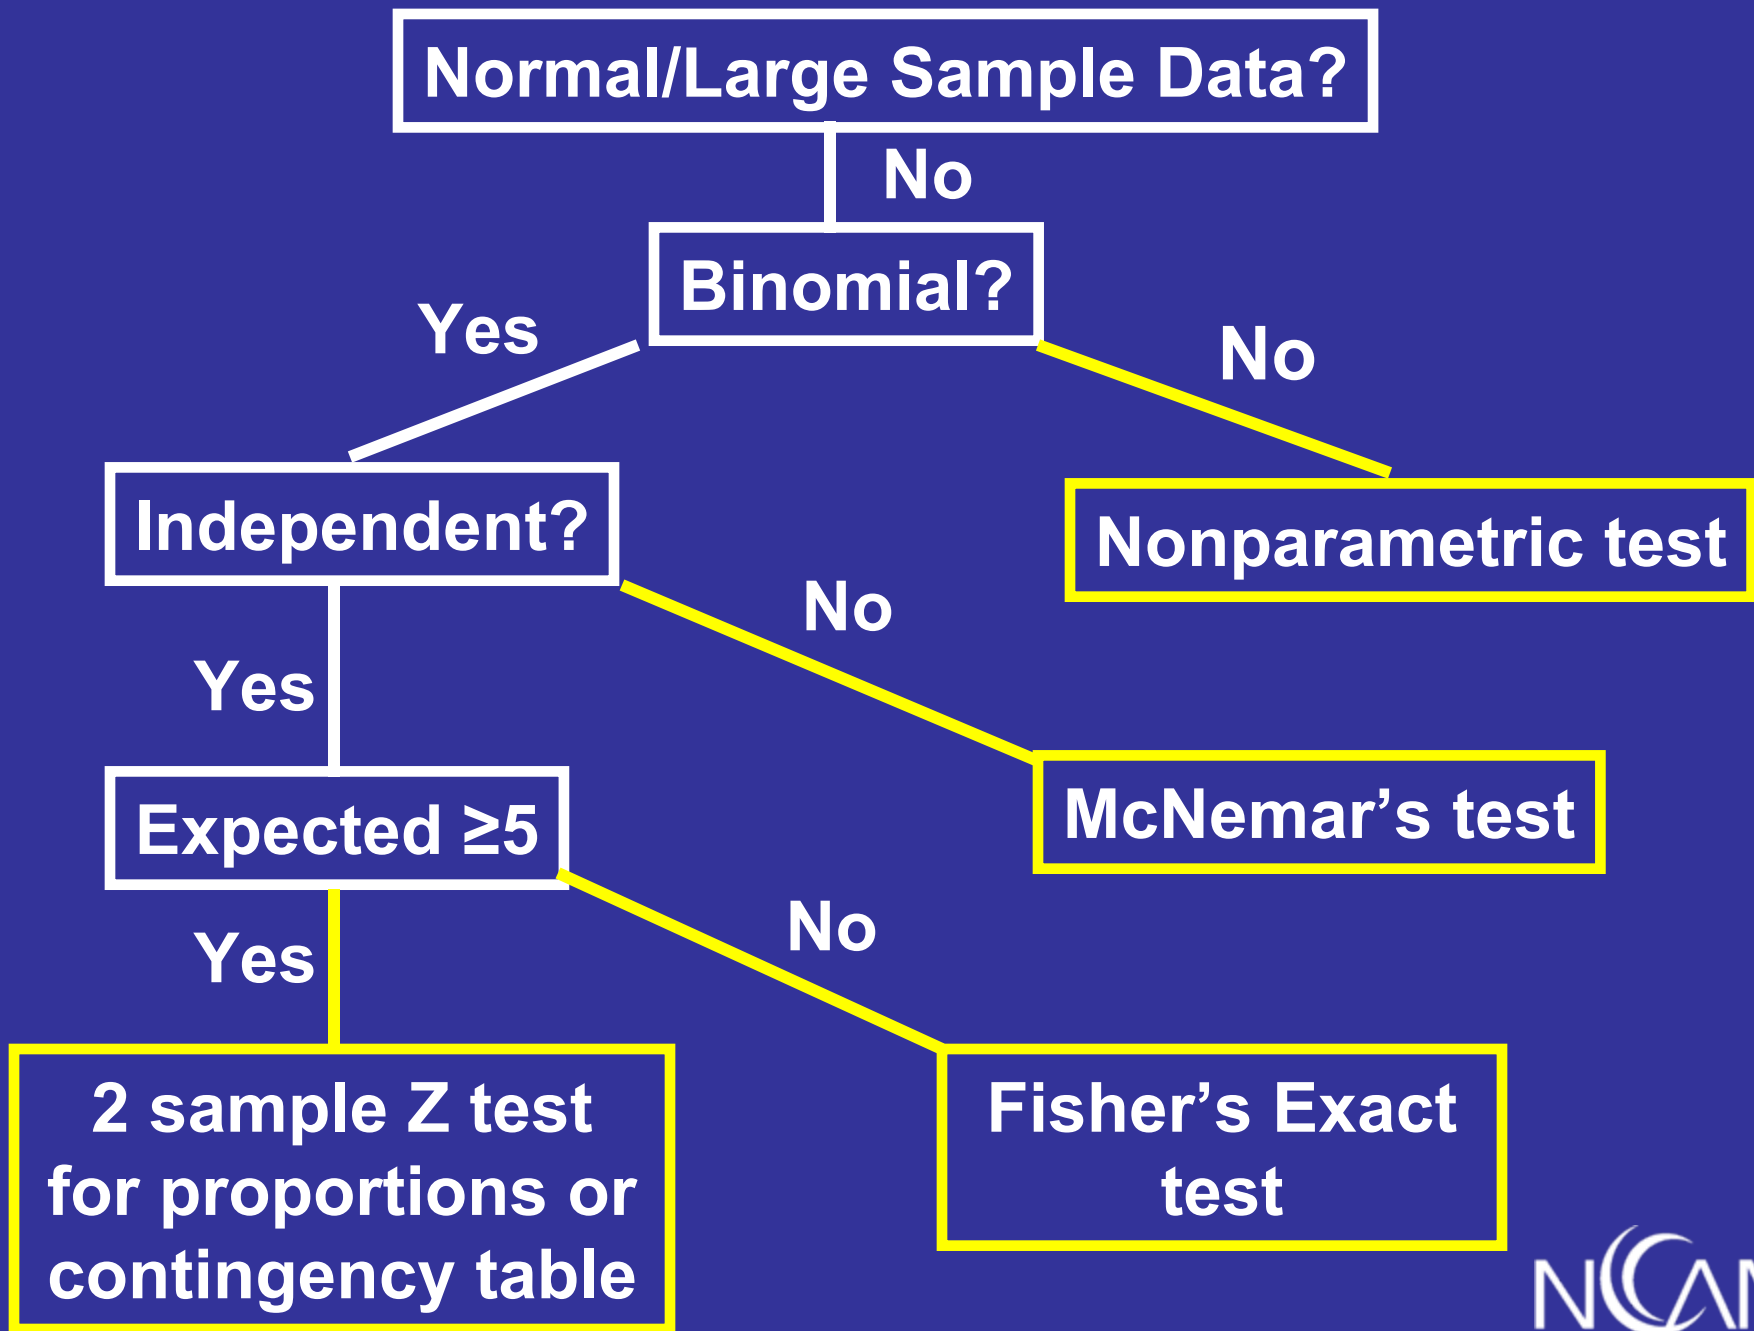 Normal/Large Sample Data?
No
Binomial?
Yes
No
Independent?
Nonparametric test
No
Yes
Expected ≥5
McNemar’s test
No
Yes
2 sample Z test
for proportions or
contingency table
Fisher’s Exact
test
NCAM